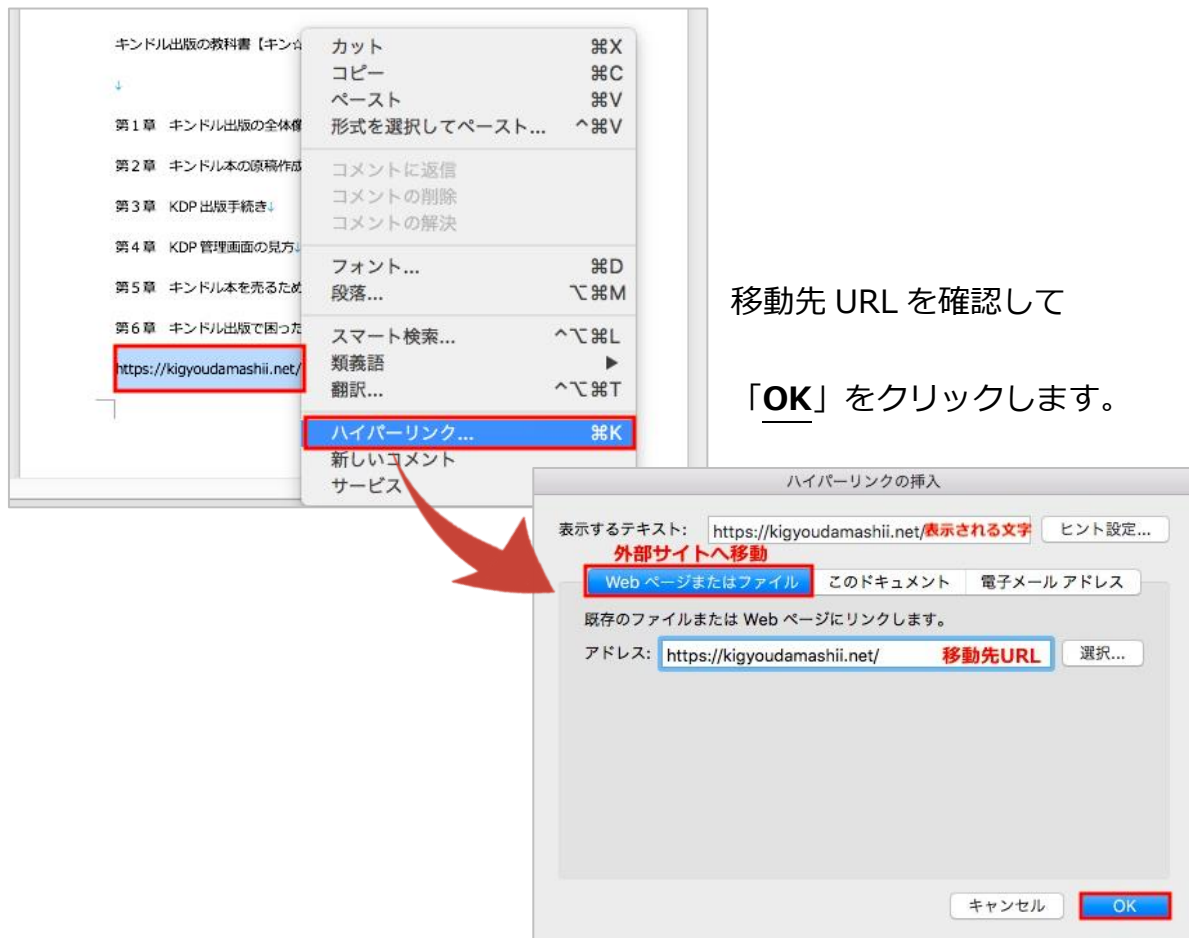 キンドル出版の教科書【キン☆
↓
第1章 キンドル出版の全体像
第2章 キンドル本の原稿作成
第3章 KDP出版手続き↓
第4章 KDP管理画面の見方↓
第5章 キンドル本を売るため
第6章 キンドル出版で困った
https://kigyoudamashii.net/
カット ⌘X
コピー ⌘C
ペースト ⌘V
形式を選択してペースト... ^⌘V
コメントに返信
コメントの削除
コメントの解決
フォント... ⌘D
段落... ⌥⌘M
スマート検索... ^⌥⌘L
類義語 ▶
翻訳... ^⌥⌘T
ハイパーリンク... ⌘K
新しいコメント
サービス
移動先 URL を確認して
「OK」をクリックします。
ハイパーリンクの挿入
表示するテキスト: https://kigyoudamashii.net/表示される文字 ヒント設定...
外部サイトへ移動
Web ページまたはファイル このドキュメント 電子メール アドレス
既存のファイルまたは Web ページにリンクします。
アドレス: https://kigyoudamashii.net/ 移動先URL 選択...
キャンセル OK